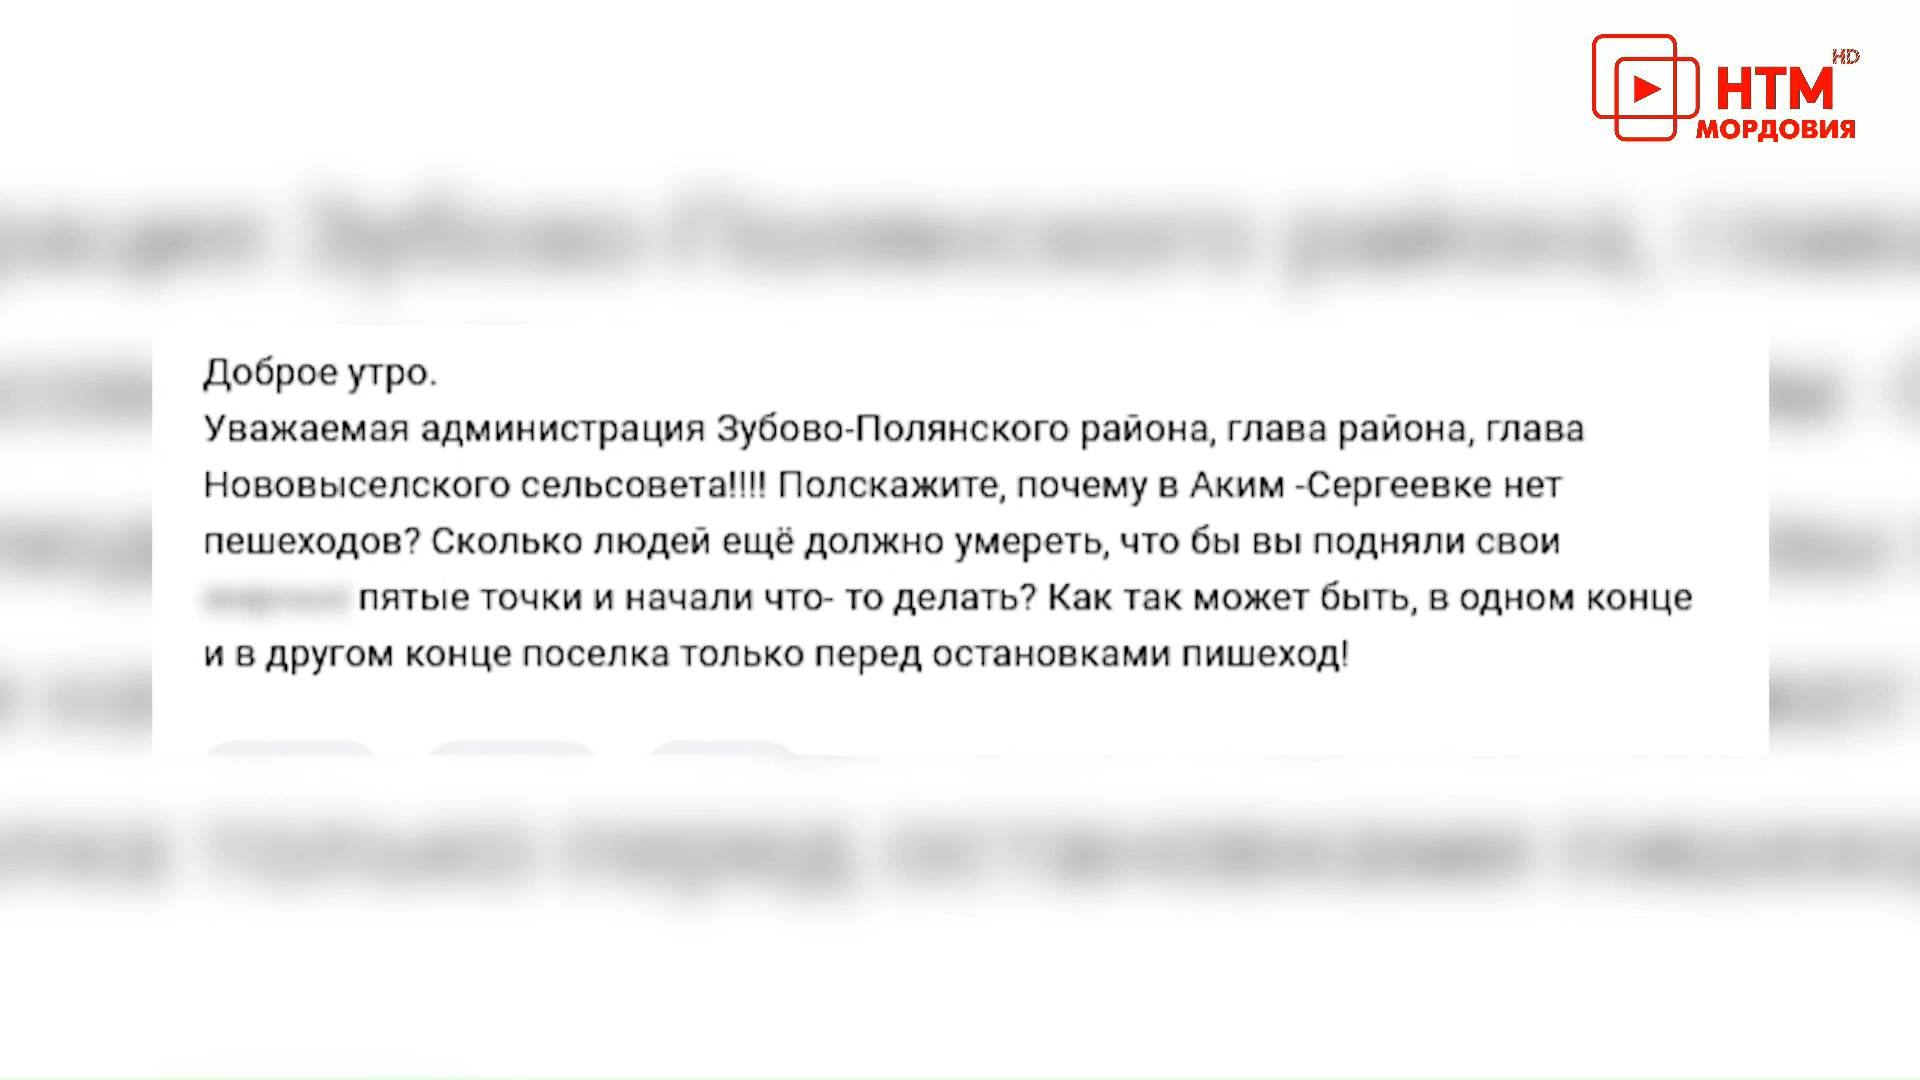 HD
НТМ
МОРДОВИЯ
Доброе утро.
Уважаемая администрация Зубово-Полянского района, глава района, глава
Нововыселского сельсовета!!!! Полскажите, почему в Аким -Сергеевке нет
пешеходов? Сколько людей ещё должно умереть, что бы вы подняли свои
пятые точки и начали что- то делать? Как так может быть, в одном конце
и в другом конце поселка только перед остановками пишеход!